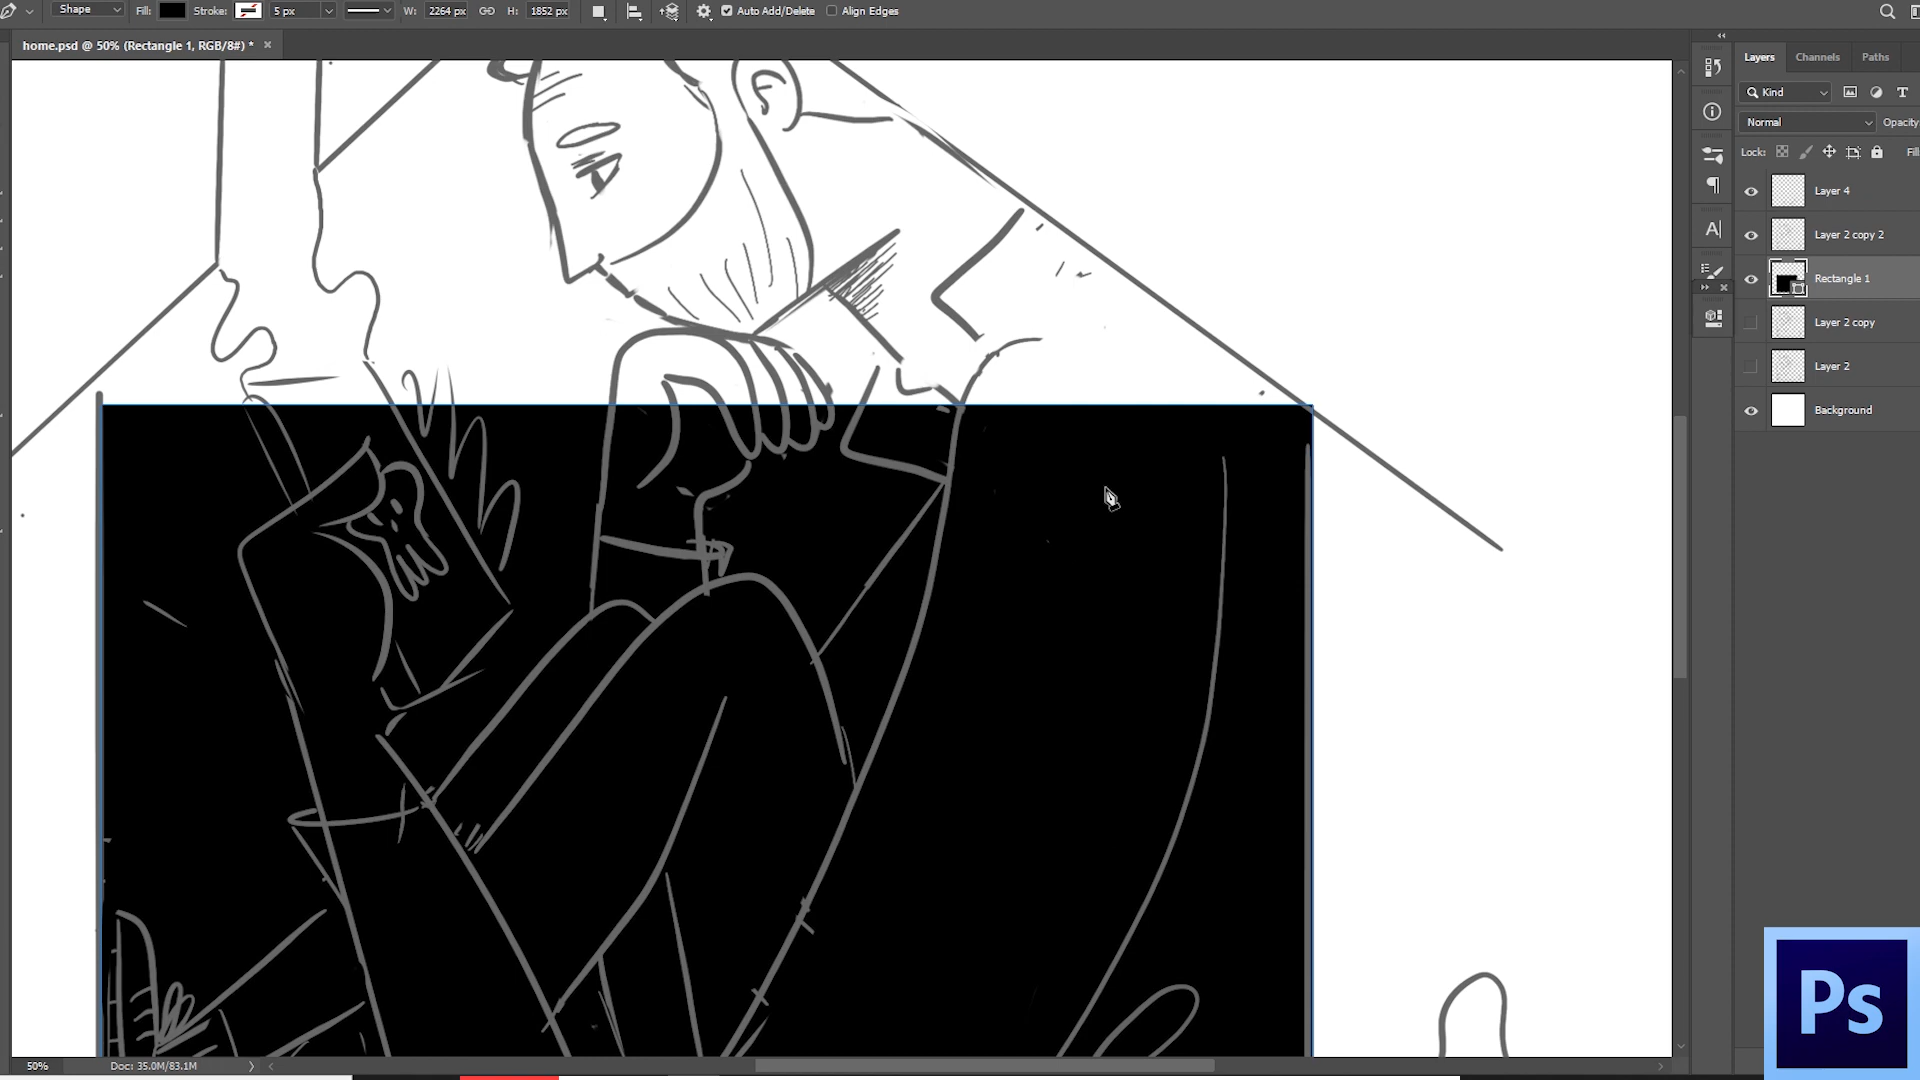 Shape Fill: Stroke: 5 px W: 2264 px H: 1852 px Auto Add/Delete Align Edges
home.psd @ 50% (Rectangle 1, RGB/8#) * ×
Layers Channels Paths
Kind
Normal Opacity
Lock: Fil
Layer 4
Layer 2 copy 2
Rectangle 1
Layer 2 copy
Layer 2
Background
50% Doc: 35.0M/83.1M
Ps